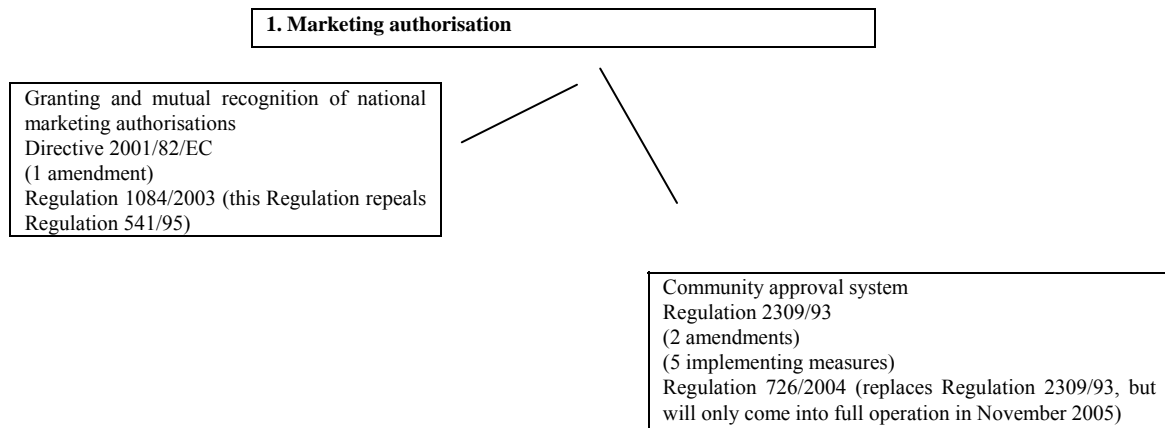 1. Marketing authorisation
Granting and mutual recognition of national
marketing authorisations
Directive 2001/82/EC
(1 amendment)
Regulation 1084/2003 (this Regulation repeals
Regulation 541/95)
Community approval system
Regulation 2309/93
(2 amendments)
(5 implementing measures)
Regulation 726/2004 (replaces Regulation 2309/93, but
will only come into full operation in November 2005)